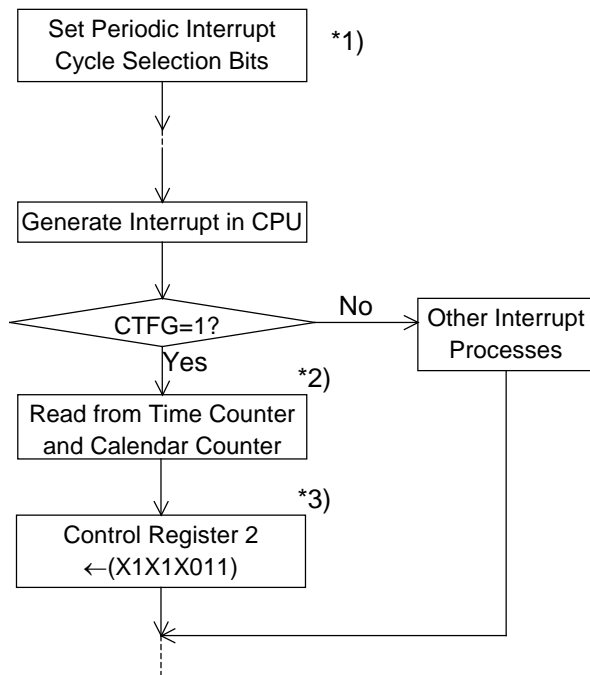 Set Periodic Interrupt
Cycle Selection Bits
*1)
Generate Interrupt in CPU
CTFG=1?
No
Other Interrupt
Processes
Yes
*2)
Read from Time Counter
and Calendar Counter
*3)
Control Register 2
←(X1X1X011)